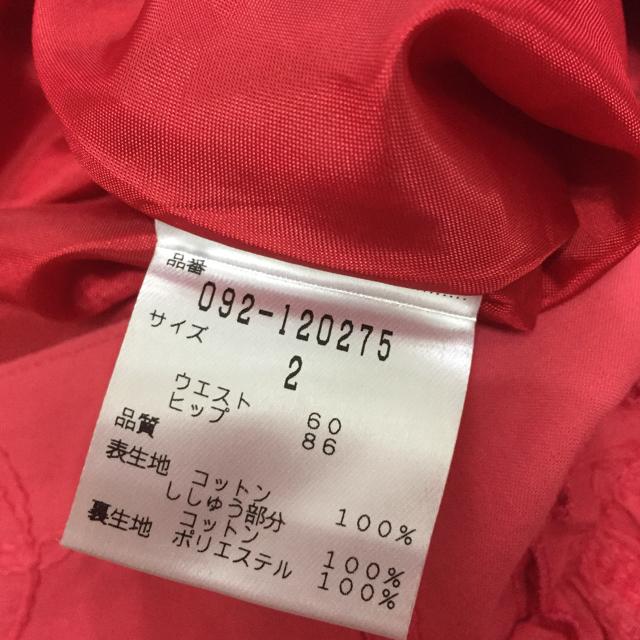 品番
092-120275
サイズ
2
ウエスト 60
ヒップ 86
品質
表生地 コットン 100%
ししゅう部分
コットン 100%
裏生地 ポリエステル 100%